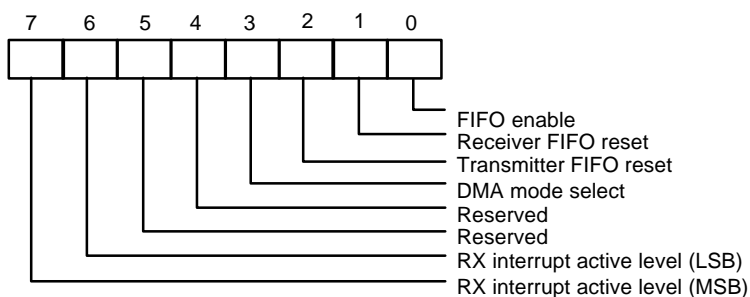 7 6 5 4 3 2 1 0
FIFO enable
Receiver FIFO reset
Transmitter FIFO reset
DMA mode select
Reserved
Reserved
RX interrupt active level (LSB)
RX interrupt active level (MSB)